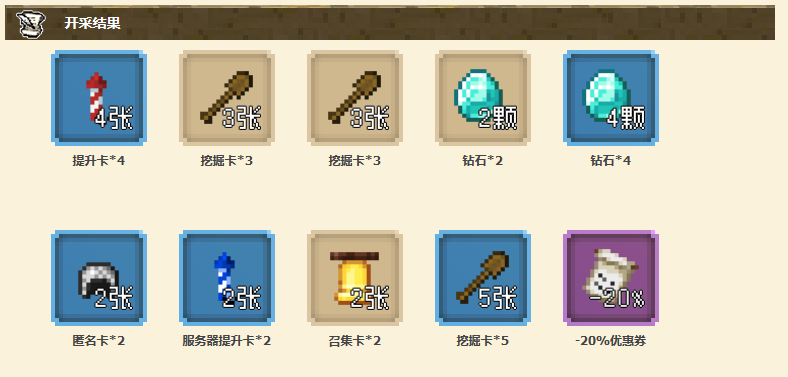 开采结果
4张
3张
3张
2颗
4颗
提升卡*4
挖掘卡*3
挖掘卡*3
钻石*2
钻石*4
2张
2张
2张
5张
-20%
匿名卡*2
服务器提升卡*2
召集卡*2
挖掘卡*5
-20%优惠券